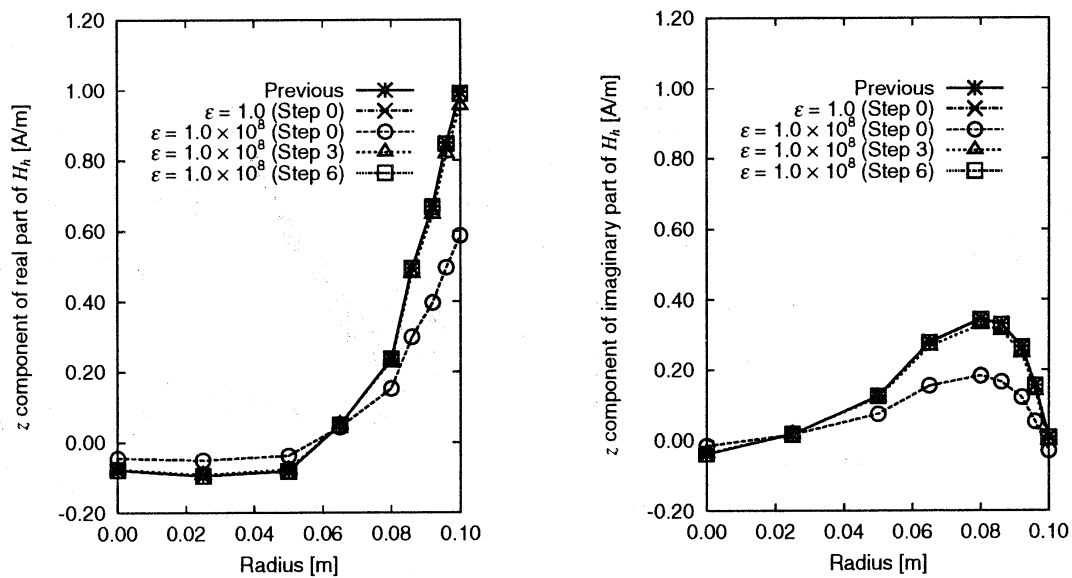 1.20
1.00
0.80
0.60
0.40
0.20
0.00
-0.20
z component of real part of Hₕ [A/m]
Previous
ε = 1.0 (Step 0)
ε = 1.0 × 10⁸ (Step 0)
ε = 1.0 × 10⁸ (Step 3)
ε = 1.0 × 10⁸ (Step 6)
0.00 0.02 0.04 0.06 0.08 0.10
Radius [m]
1.20
1.00
0.80
0.60
0.40
0.20
0.00
-0.20
z component of imaginary part of Hₕ [A/m]
Previous
ε = 1.0 (Step 0)
ε = 1.0 × 10⁸ (Step 0)
ε = 1.0 × 10⁸ (Step 3)
ε = 1.0 × 10⁸ (Step 6)
0.00 0.02 0.04 0.06 0.08 0.10
Radius [m]